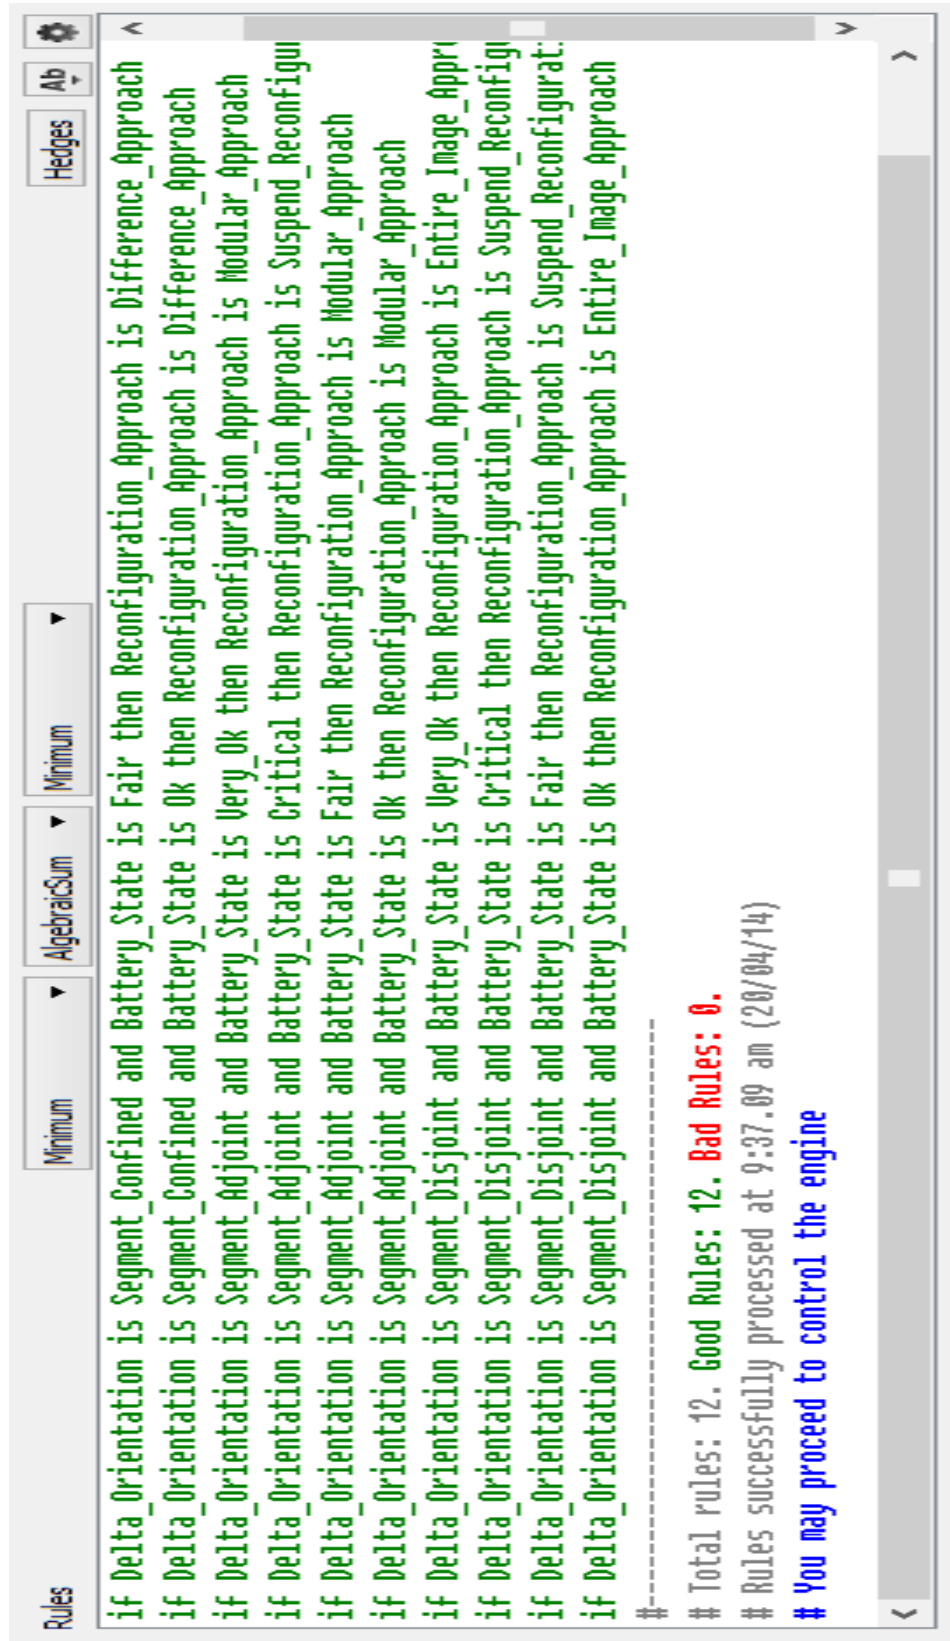 Rules Minimum AlgebraicSum Minimum Hedges Ab
if Delta_Orientation is Segment_Confined and Battery_State is Fair then Reconfiguration_Approach is Difference_Approach
if Delta_Orientation is Segment_Confined and Battery_State is Ok then Reconfiguration_Approach is Difference_Approach
if Delta_Orientation is Segment_Adjoint and Battery_State is Very_Ok then Reconfiguration_Approach is Modular_Approach
if Delta_Orientation is Segment_Adjoint and Battery_State is Critical then Reconfiguration_Approach is Suspend_Reconfigu
if Delta_Orientation is Segment_Adjoint and Battery_State is Fair then Reconfiguration_Approach is Modular_Approach
if Delta_Orientation is Segment_Adjoint and Battery_State is Ok then Reconfiguration_Approach is Modular_Approach
if Delta_Orientation is Segment_Disjoint and Battery_State is Very_Ok then Reconfiguration_Approach is Entire_Image_Appr
if Delta_Orientation is Segment_Disjoint and Battery_State is Critical then Reconfiguration_Approach is Suspend_Reconfig
if Delta_Orientation is Segment_Disjoint and Battery_State is Fair then Reconfiguration_Approach is Suspend_Reconfigurat
if Delta_Orientation is Segment_Disjoint and Battery_State is Ok then Reconfiguration_Approach is Entire_Image_Approach
#----------------------------------------------
# Total rules: 12. Good Rules: 12. Bad Rules: 0.
# Rules successfully processed at 9:37.09 am (20/04/14)
# You may proceed to control the engine